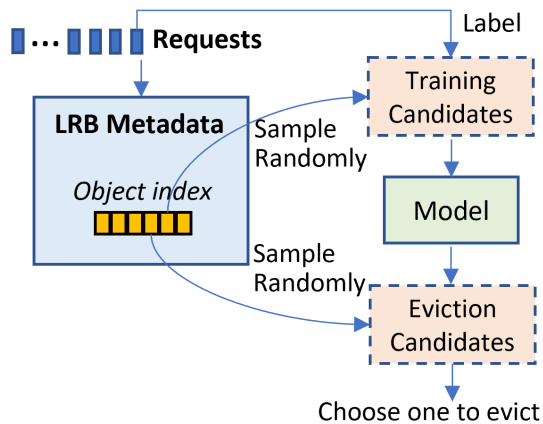 ... Requests
Label
LRB Metadata
Object index
Sample
Randomly
Training
Candidates
Model
Sample
Randomly
Eviction
Candidates
Choose one to evict